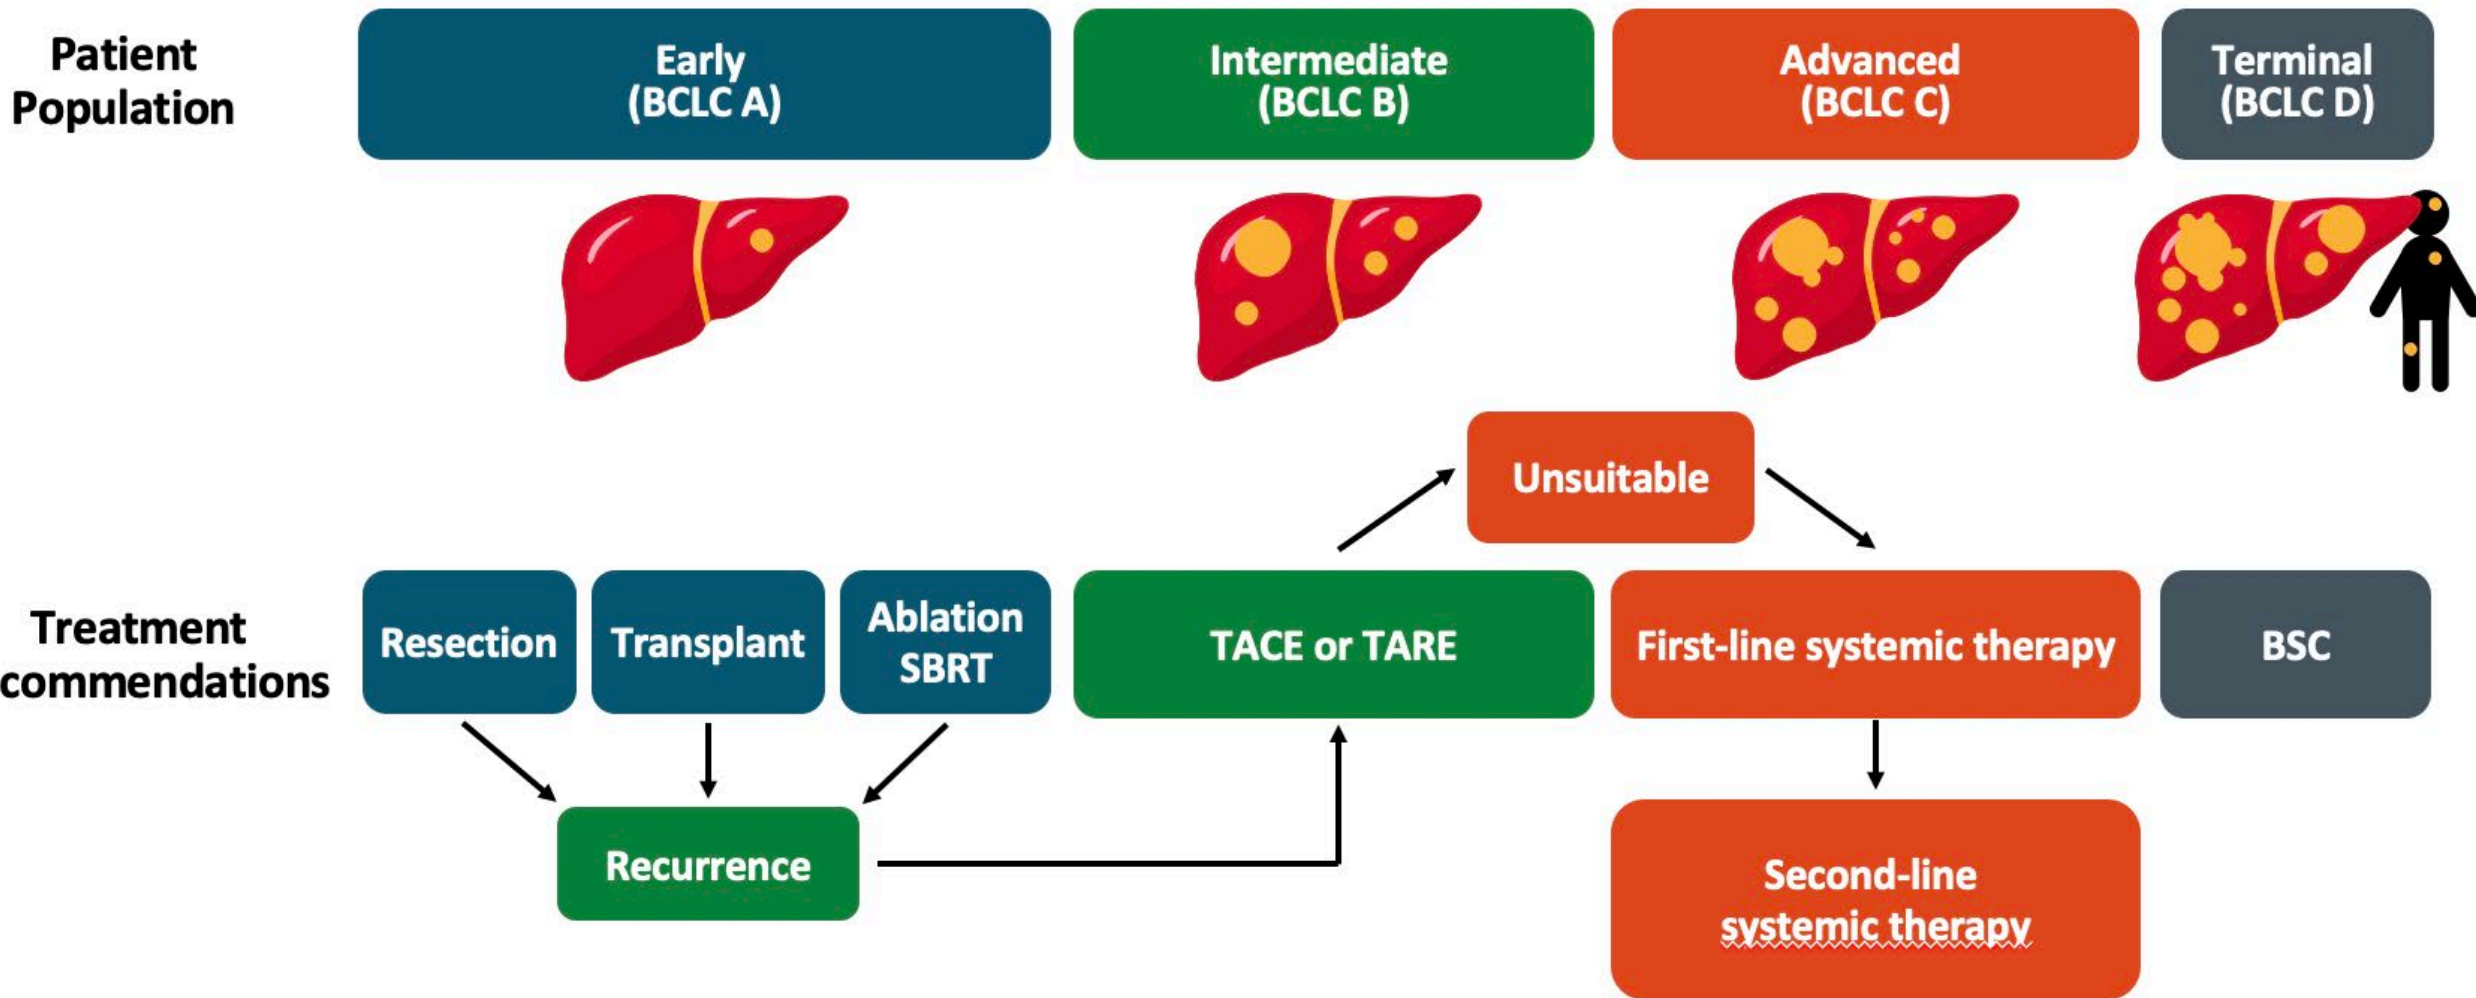 Patient
Population
Early
(BCLC A)
Intermediate
(BCLC B)
Advanced
(BCLC C)
Terminal
(BCLC D)
Unsuitable
Treatment
commendations
Resection
Transplant
Ablation
SBRT
TACE or TARE
First-line systemic therapy
BSC
Recurrence
Second-line
systemic therapy